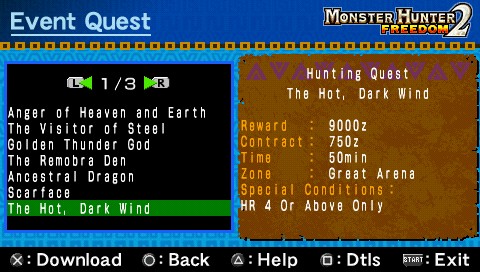 Event Quest
MONSTER HUNTER
FREEDOM 2
L 1/3 R
Anger of Heaven and Earth
The Visitor of Steel
Golden Thunder God
The Remobra Den
Ancestral Dragon
Scarface
The Hot, Dark Wind
Hunting Quest
The Hot, Dark Wind
Reward : 9000z
Contract : 750z
Time : 50min
Zone : Great Arena
Special Conditions :
HR 4 Or Above Only
:Download :Back :Help :Dtls START:Exit